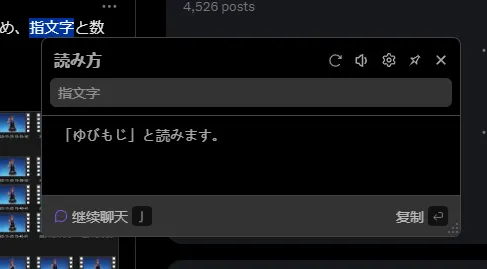 4,526 posts
め、指文字と数
読み方
指文字
「ゆびもじ」と読みます。
继续聊天 J
复制